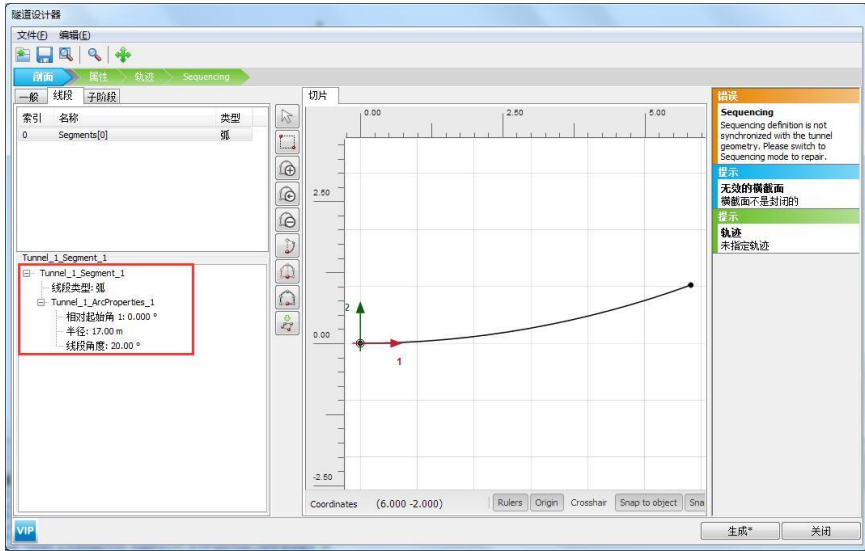 隧道设计器
文件(F) 编辑(E)
剖面 属性 轨迹 Sequencing
一般 线段 子阶段
索引 名称 类型
0 Segments[0] 弧
Tunnel_1_Segment_1
Tunnel_1_Segment_1
线段类型: 弧
Tunnel_1_ArcProperties_1
相对起始角 1: 0.000 °
半径: 17.00 m
线段角度: 20.00 °
切片
0.00 2.50 5.00
2.50
2
0.00
1
-2.50
Coordinates (6.000 -2.000) Rulers Origin Crosshair Snap to object Sna
错误
Sequencing
Sequencing definition is not
synchronized with the tunnel
geometry. Please switch to
Sequencing mode to repair.
提示
无效的横截面
横截面不是封闭的
提示
轨迹
未指定轨迹
VIP
生成* 关闭